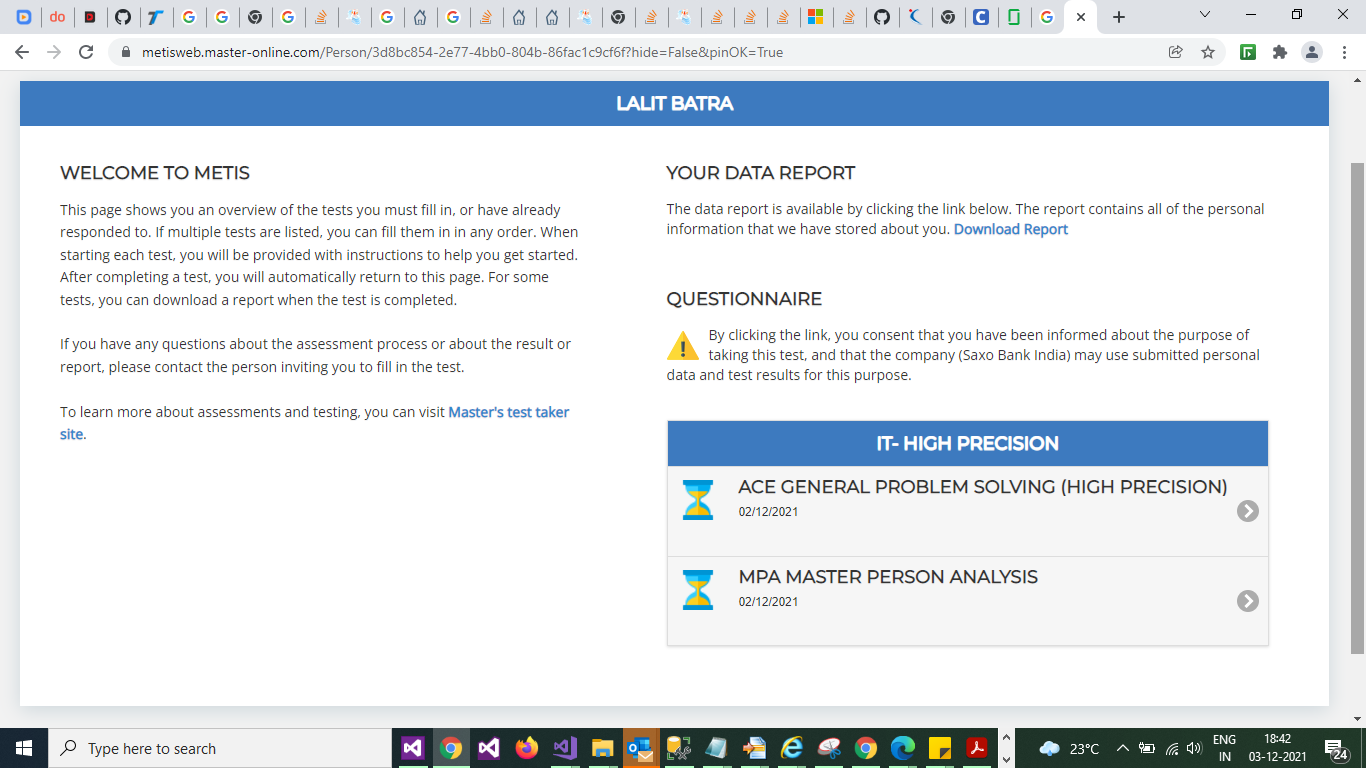 do
metisweb.master-online.com/Person/3d8bc854-2e77-4bb0-804b-86fac1c9cf6f?hide=False&pinOK=True
LALIT BATRA
WELCOME TO METIS
This page shows you an overview of the tests you must fill in, or have already
responded to. If multiple tests are listed, you can fill them in in any order. When
starting each test, you will be provided with instructions to help you get started.
After completing a test, you will automatically return to this page. For some
tests, you can download a report when the test is completed.
If you have any questions about the assessment process or about the result or
report, please contact the person inviting you to fill in the test.
To learn more about assessments and testing, you can visit Master's test taker
site.
YOUR DATA REPORT
The data report is available by clicking the link below. The report contains all of the personal
information that we have stored about you. Download Report
QUESTIONNAIRE
By clicking the link, you consent that you have been informed about the purpose of
taking this test, and that the company (Saxo Bank India) may use submitted personal
data and test results for this purpose.
IT- HIGH PRECISION
ACE GENERAL PROBLEM SOLVING (HIGH PRECISION)
02/12/2021
MPA MASTER PERSON ANALYSIS
02/12/2021
Type here to search
23°C
ENG
IN
18:42
03-12-2021
24